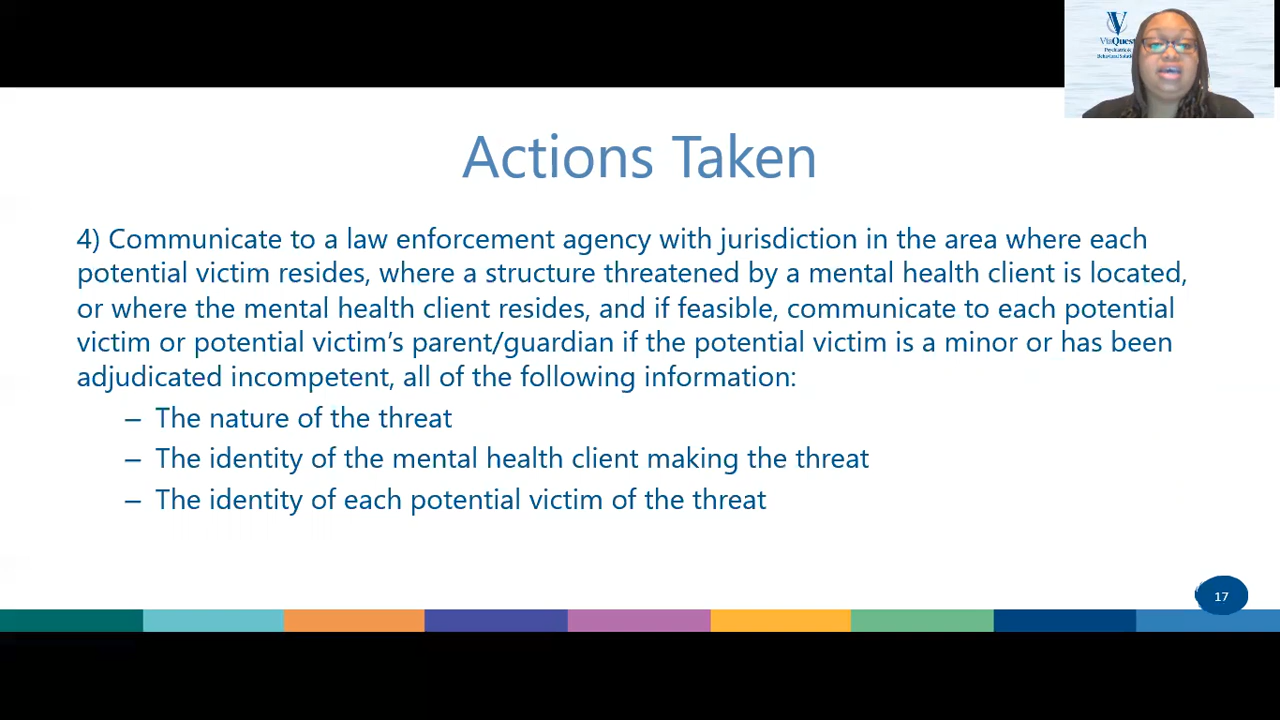 ViaQuest
Psychiatric &
Behavioral Solutions
Actions Taken
4) Communicate to a law enforcement agency with jurisdiction in the area where each
potential victim resides, where a structure threatened by a mental health client is located,
or where the mental health client resides, and if feasible, communicate to each potential
victim or potential victim's parent/guardian if the potential victim is a minor or has been
adjudicated incompetent, all of the following information:
– The nature of the threat
– The identity of the mental health client making the threat
– The identity of each potential victim of the threat
17